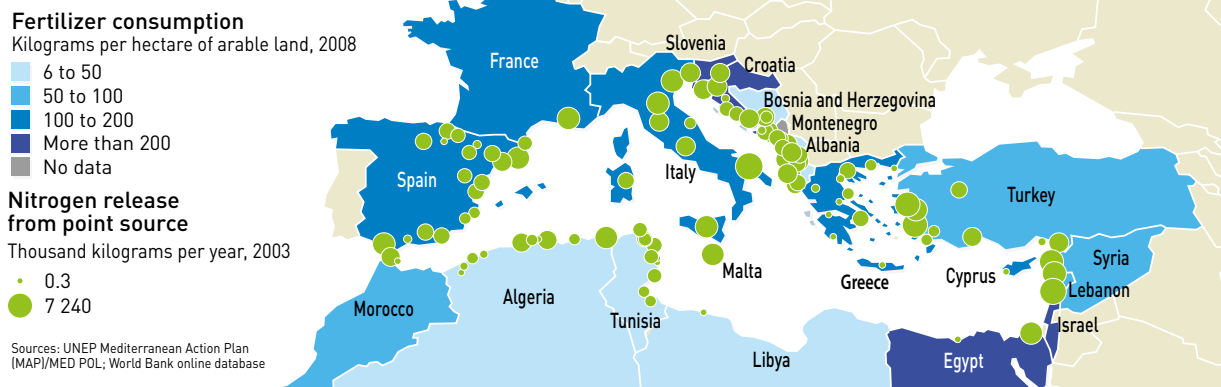 Fertilizer consumption
Kilograms per hectare of arable land, 2008
6 to 50
50 to 100
100 to 200
More than 200
No data
Nitrogen release
from point source
Thousand kilograms per year, 2003
0.3
7 240
Sources: UNEP Mediterranean Action Plan
(MAP)/MED POL; World Bank online database
France
Slovenia
Croatia
Bosnia and Herzegovina
Montenegro
Albania
Spain
Italy
Turkey
Malta
Greece
Cyprus
Syria
Lebanon
Israel
Morocco
Algeria
Tunisia
Libya
Egypt